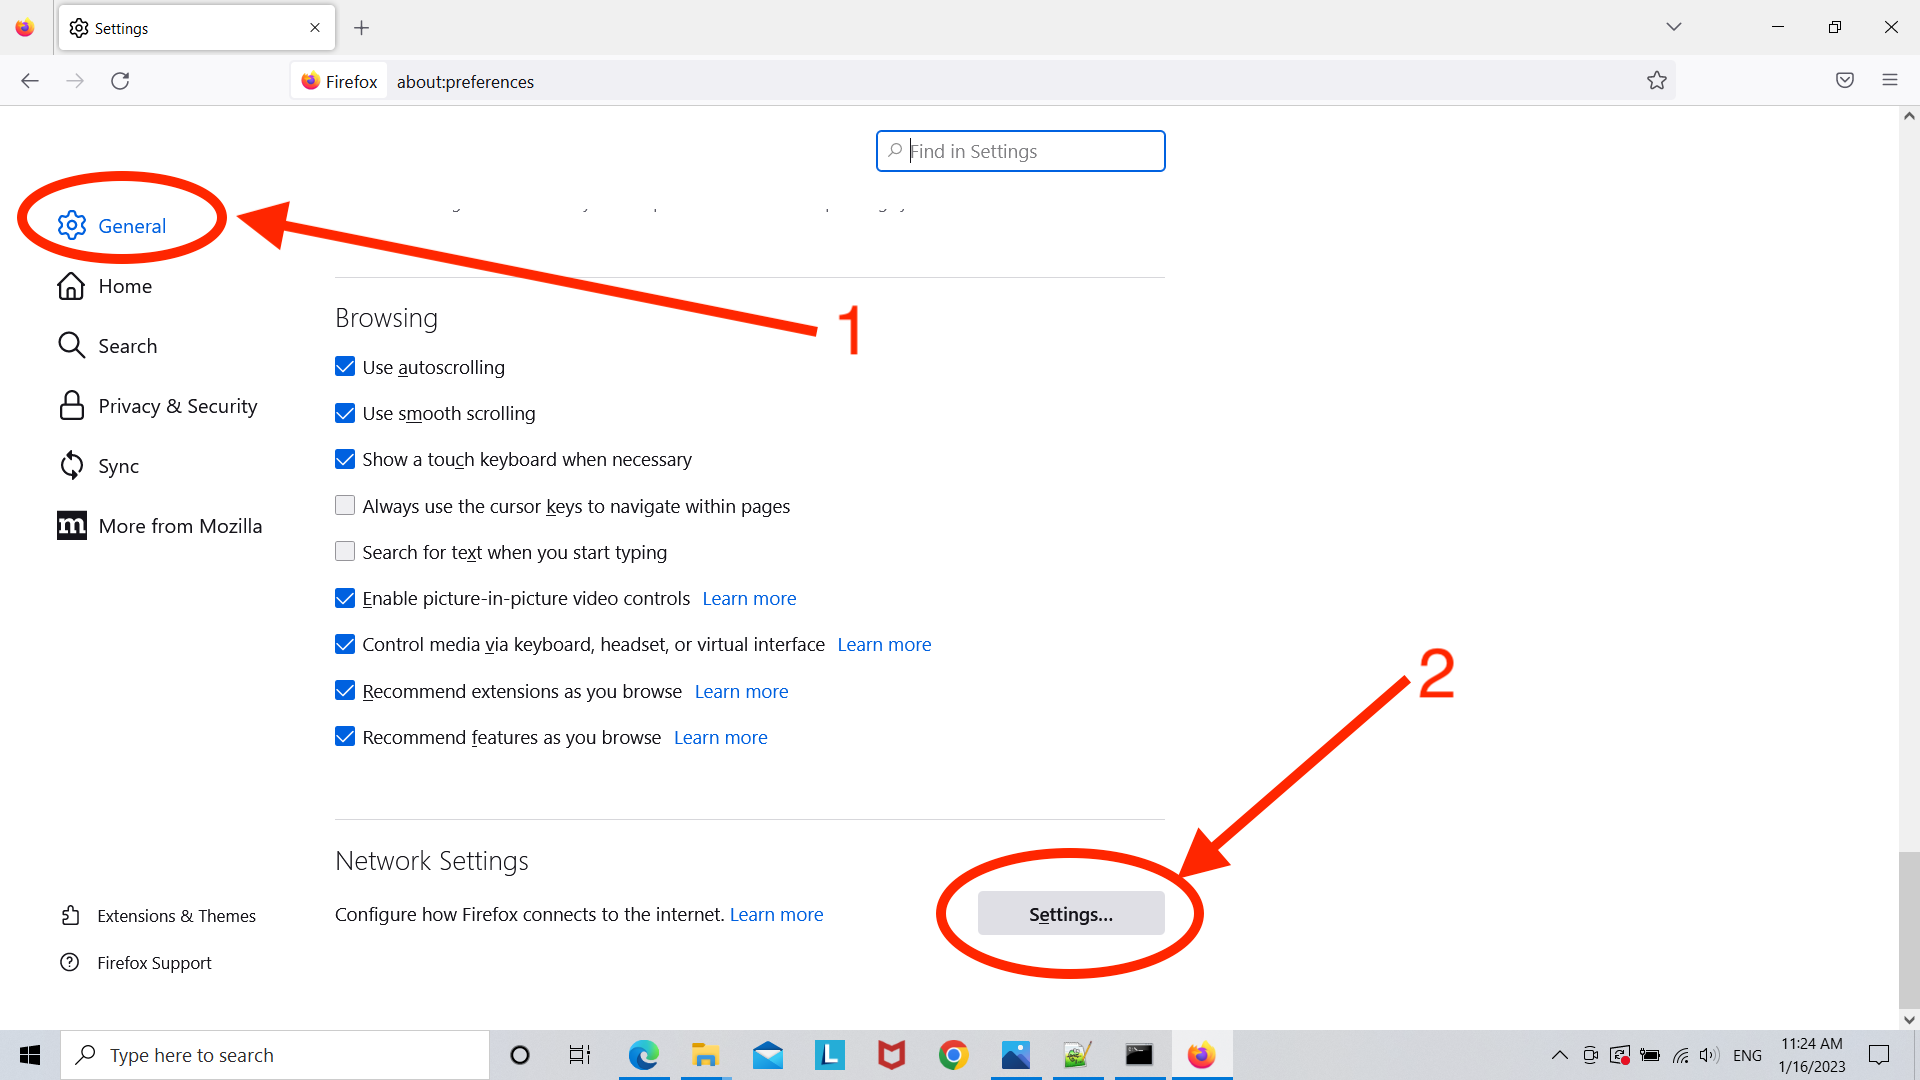 Settings
Firefox
about:preferences
Find in Settings
General
Home
Search
Privacy & Security
Sync
More from Mozilla
1
Browsing
Use autoscrolling
Use smooth scrolling
Show a touch keyboard when necessary
Always use the cursor keys to navigate within pages
Search for text when you start typing
Enable picture-in-picture video controls Learn more
Control media via keyboard, headset, or virtual interface Learn more
Recommend extensions as you browse Learn more
Recommend features as you browse Learn more
2
Network Settings
Configure how Firefox connects to the internet. Learn more
Settings...
Extensions & Themes
Firefox Support
Type here to search
L
ENG
11:24 AM
1/16/2023